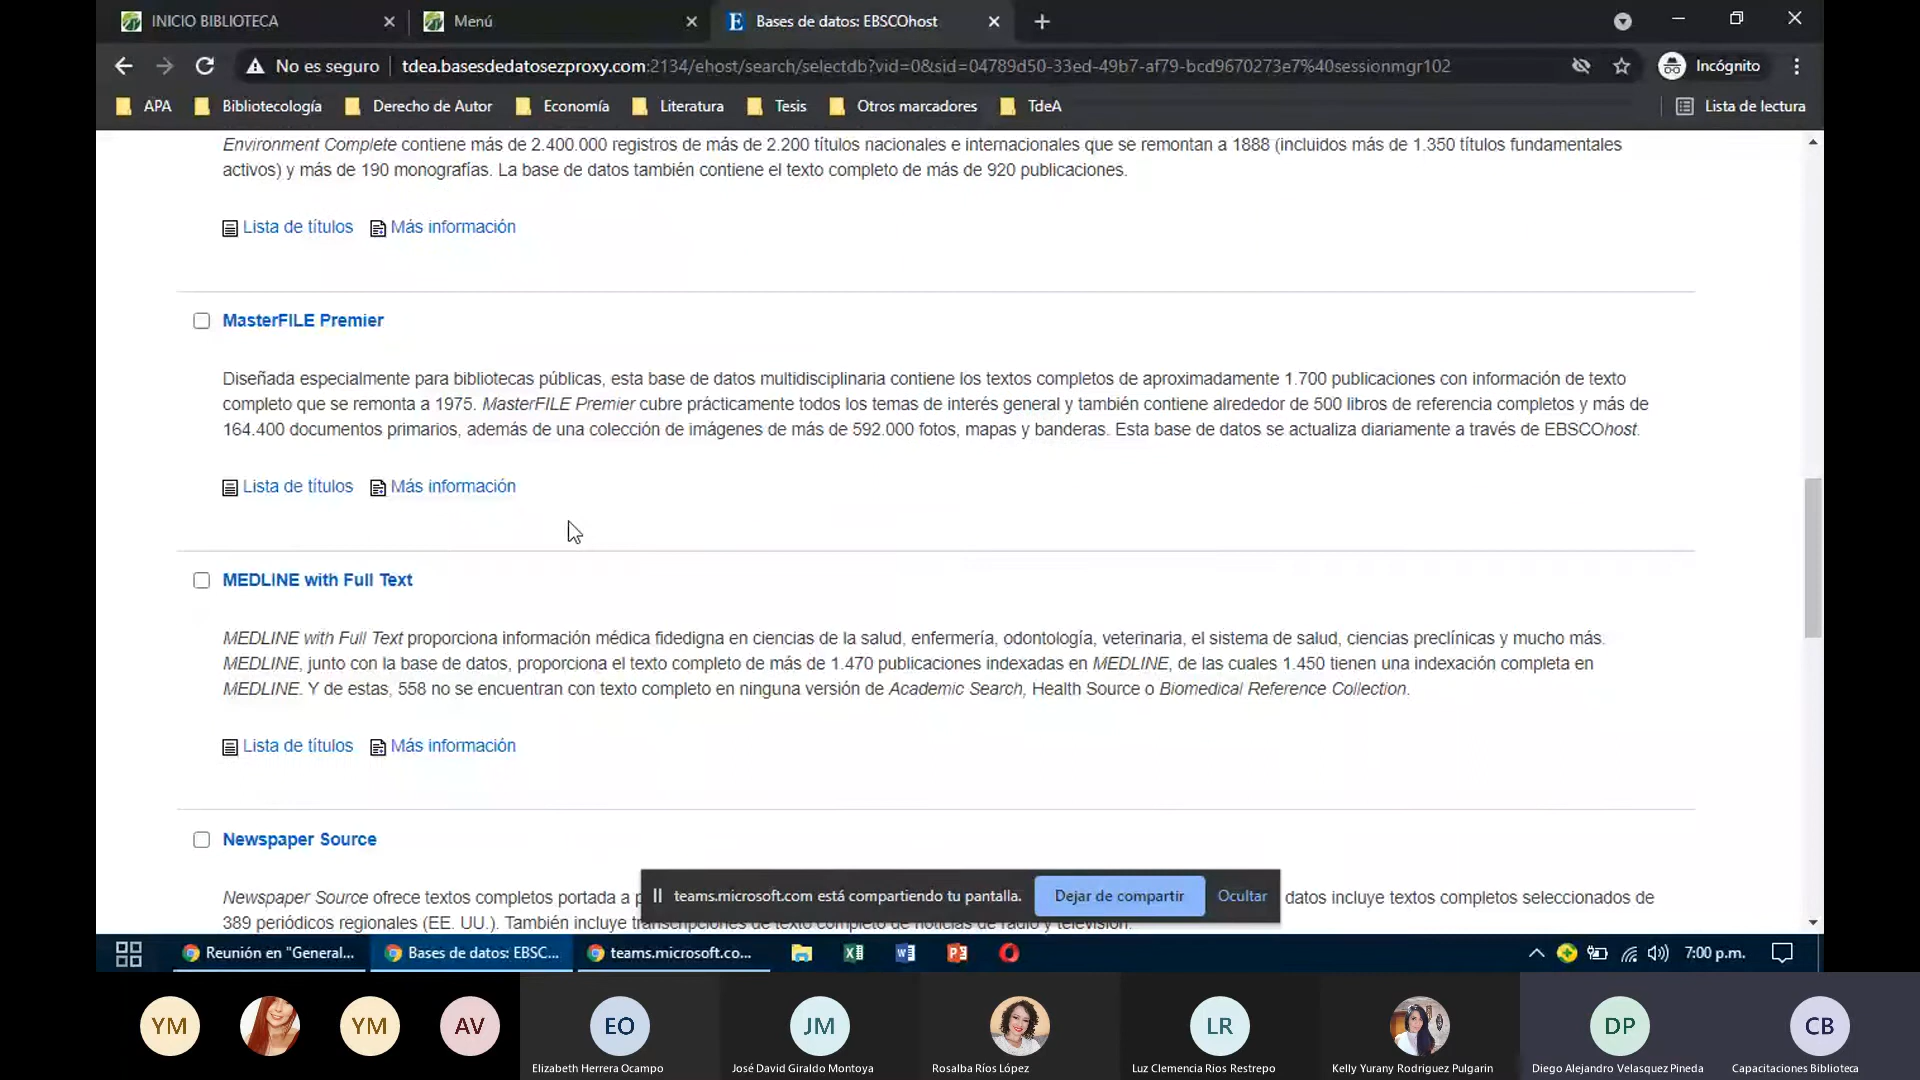 INICIO BIBLIOTECA
Menú
Bases de datos: EBSCOhost
No es seguro
tdea.basesdedatosezproxy.com:2134/ehost/search/selectdb?vid=0&sid=04789d50-33ed-49b7-af79-bcd9670273e7%40sessionmgr102
Incógnito
APA
Bibliotecología
Derecho de Autor
Economía
Literatura
Tesis
Otros marcadores
TdeA
Lista de lectura
Environment Complete contiene más de 2.400.000 registros de más de 2.200 títulos nacionales e internacionales que se remontan a 1888 (incluidos más de 1.350 títulos fundamentales
activos) y más de 190 monografías. La base de datos también contiene el texto completo de más de 920 publicaciones.
Lista de títulos Más información
MasterFILE Premier
Diseñada especialmente para bibliotecas públicas, esta base de datos multidisciplinaria contiene los textos completos de aproximadamente 1.700 publicaciones con información de texto
completo que se remonta a 1975. MasterFILE Premier cubre prácticamente todos los temas de interés general y también contiene alrededor de 500 libros de referencia completos y más de
164.400 documentos primarios, además de una colección de imágenes de más de 592.000 fotos, mapas y banderas. Esta base de datos se actualiza diariamente a través de EBSCOhost.
Lista de títulos Más información
MEDLINE with Full Text
MEDLINE with Full Text proporciona información médica fidedigna en ciencias de la salud, enfermería, odontología, veterinaria, el sistema de salud, ciencias preclínicas y mucho más.
MEDLINE, junto con la base de datos, proporciona el texto completo de más de 1.470 publicaciones indexadas en MEDLINE, de las cuales 1.450 tienen una indexación completa en
MEDLINE. Y de estas, 558 no se encuentran con texto completo en ninguna versión de Academic Search, Health Source o Biomedical Reference Collection.
Lista de títulos Más información
Newspaper Source
Newspaper Source ofrece textos completos portada a p datos incluye textos completos seleccionados de
teams.microsoft.com está compartiendo tu pantalla. Dejar de compartir Ocultar
389 periódicos regionales (EE. UU.). También incluye transcripciones de texto completo de noticias de radio y televisión.
Reunión en "General...
Bases de datos: EBSC...
teams.microsoft.co...
7:00 p.m.
YM
YM
AV
EO
JM
LR
DP
CB
Elizabeth Herrera Ocampo
José David Giraldo Montoya
Rosalba Ríos López
Luz Clemencia Rios Restrepo
Kelly Yurany Rodriguez Pulgarin
Diego Alejandro Velasquez Pineda
Capacitaciones Biblioteca